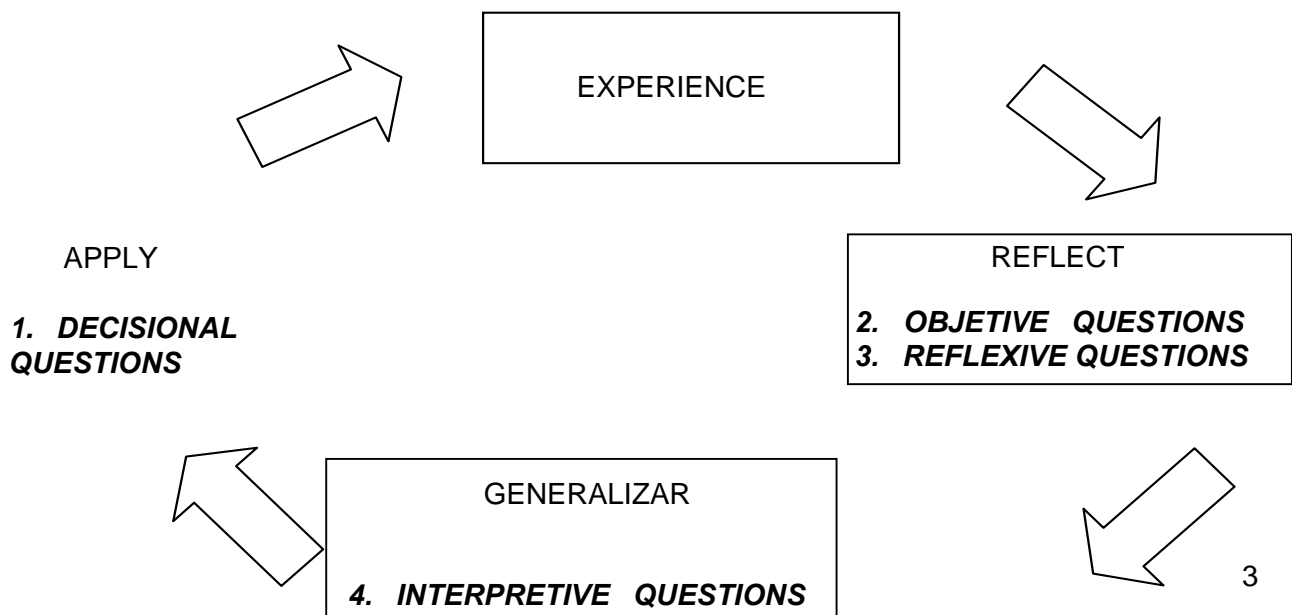 EXPERIENCE
APPLY
1. DECISIONAL
QUESTIONS
REFLECT
2. OBJETIVE QUESTIONS
3. REFLEXIVE QUESTIONS
GENERALIZAR
4. INTERPRETIVE QUESTIONS
3